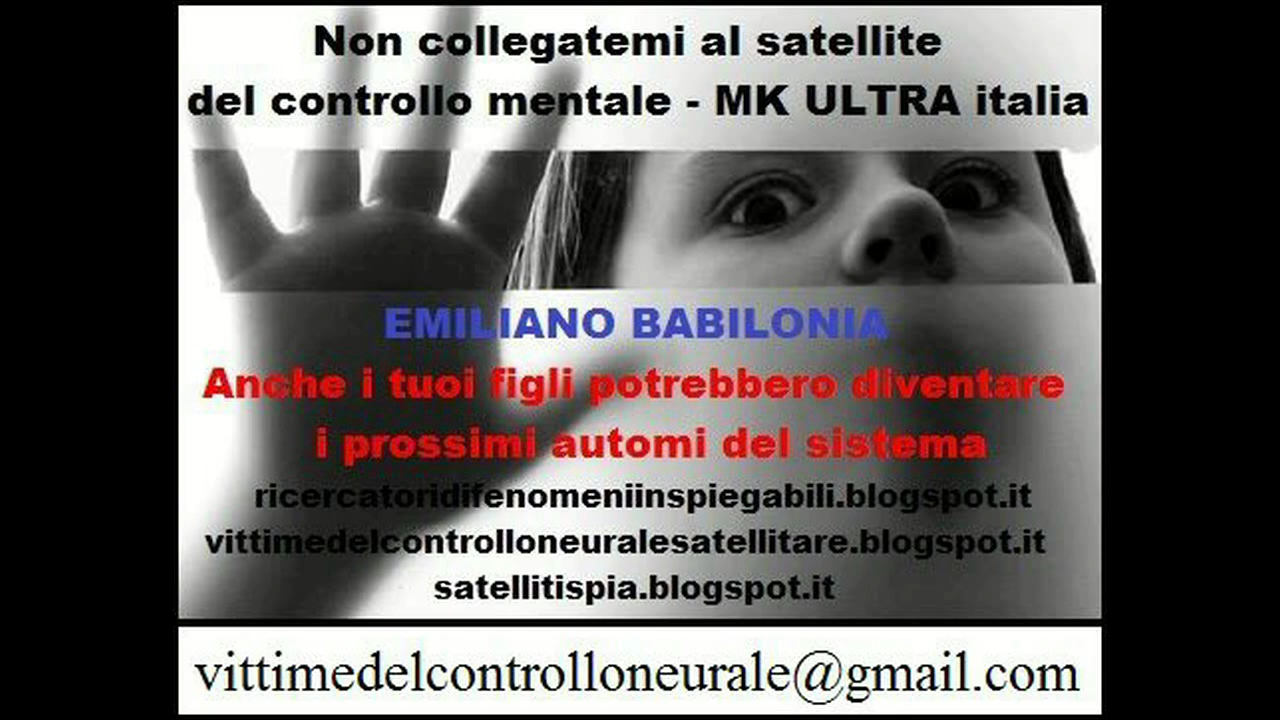 Non collegatemi al satellite
del controllo mentale - MK ULTRA italia
EMILIANO BABILONIA
Anche i tuoi figli potrebbero diventare
i prossimi automi del sistema
ricercatoridifenomeniinspiegabili.blogspot.it
vittimedelcontrolloneuralesatellitare.blogspot.it
satellitispia.blogspot.it
vittimedelcontrolloneurale@gmail.com